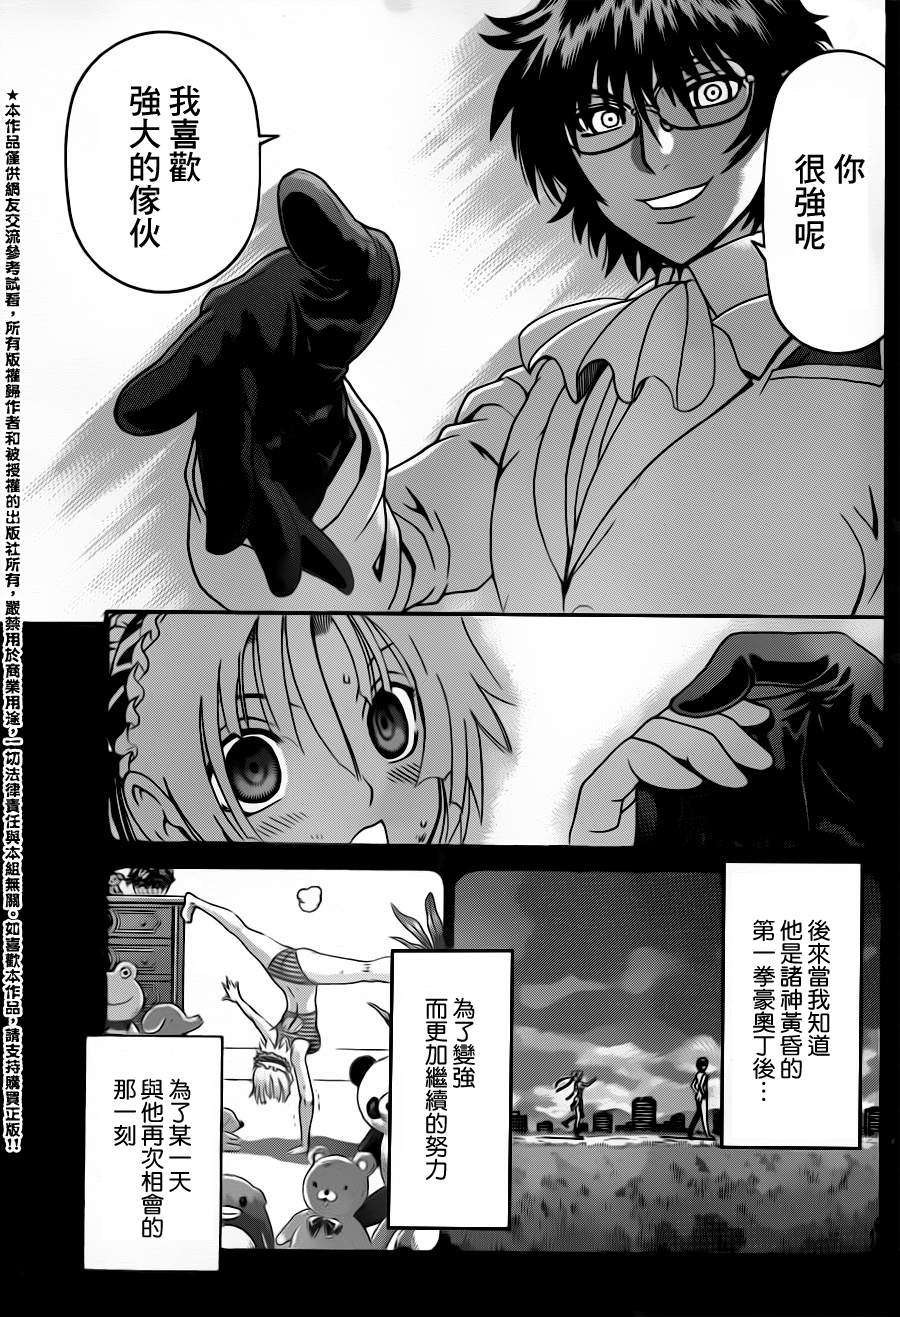 你
很強呢
我喜歡
強大的傢伙
後來當我知道
他是諸神黃昏的
第一拳豪奧丁後…
為了變強
而更加繼續的努力
為了某一天
與他再次相會的
那一刻
★本作品僅供網友交流參考試看，所有版權歸作者和被授權的出版社所有，嚴禁用於商業用途，一切法律責任與本組無關。如喜歡本作品，請支持購買正版!!